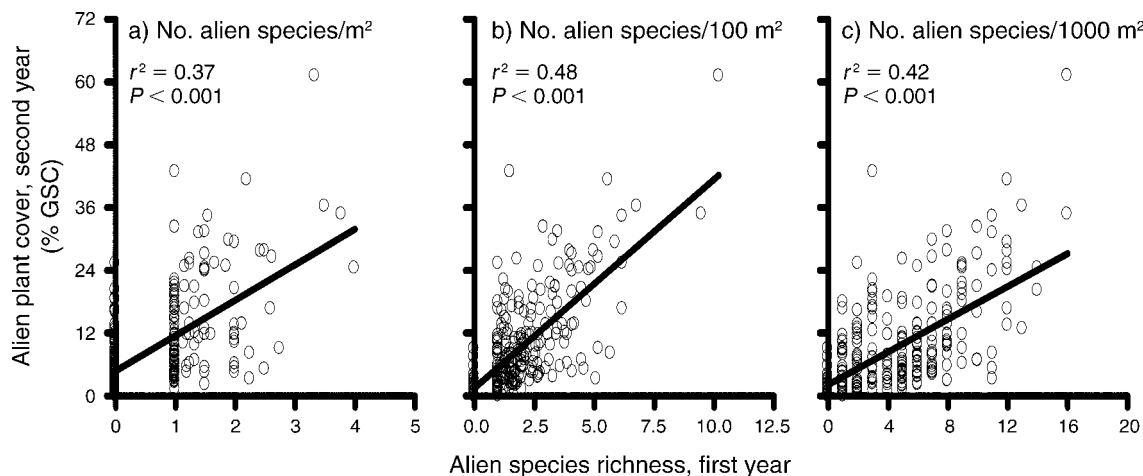 a) No. alien species/m²
r² = 0.37
P < 0.001
b) No. alien species/100 m²
r² = 0.48
P < 0.001
c) No. alien species/1000 m²
r² = 0.42
P < 0.001
Alien plant cover, second year
(% GSC)
72
60
48
36
24
12
0
0 1 2 3 4 5
0.0 2.5 5.0 7.5 10.0 12.5
0 4 8 12 16 20
Alien species richness, first year